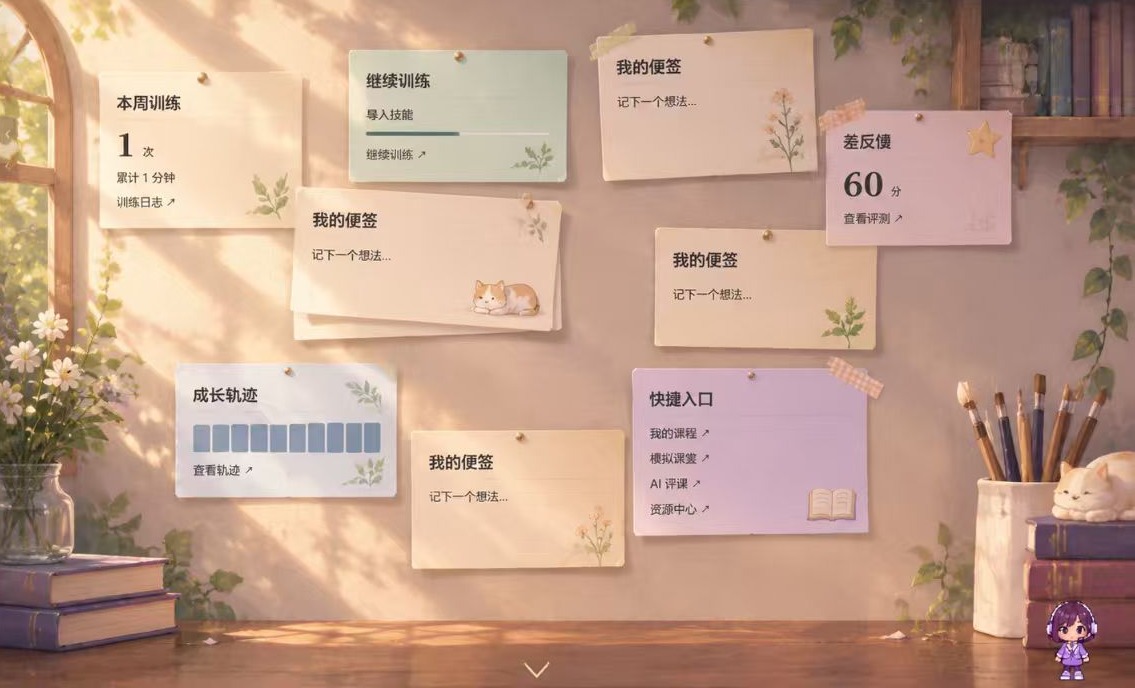 本周训练
1 次
累计 1 分钟
训练日志 ↗
继续训练
导入技能
继续训练 ↗
我的便签
记下一个想法...
差反馈
60 分
查看评测 ↗
我的便签
记下一个想法...
我的便签
记下一个想法...
成长轨迹
查看轨迹 ↗
我的便签
记下一个想法...
快捷入口
我的课程 ↗
模拟课堂 ↗
AI 评课 ↗
资源中心 ↗